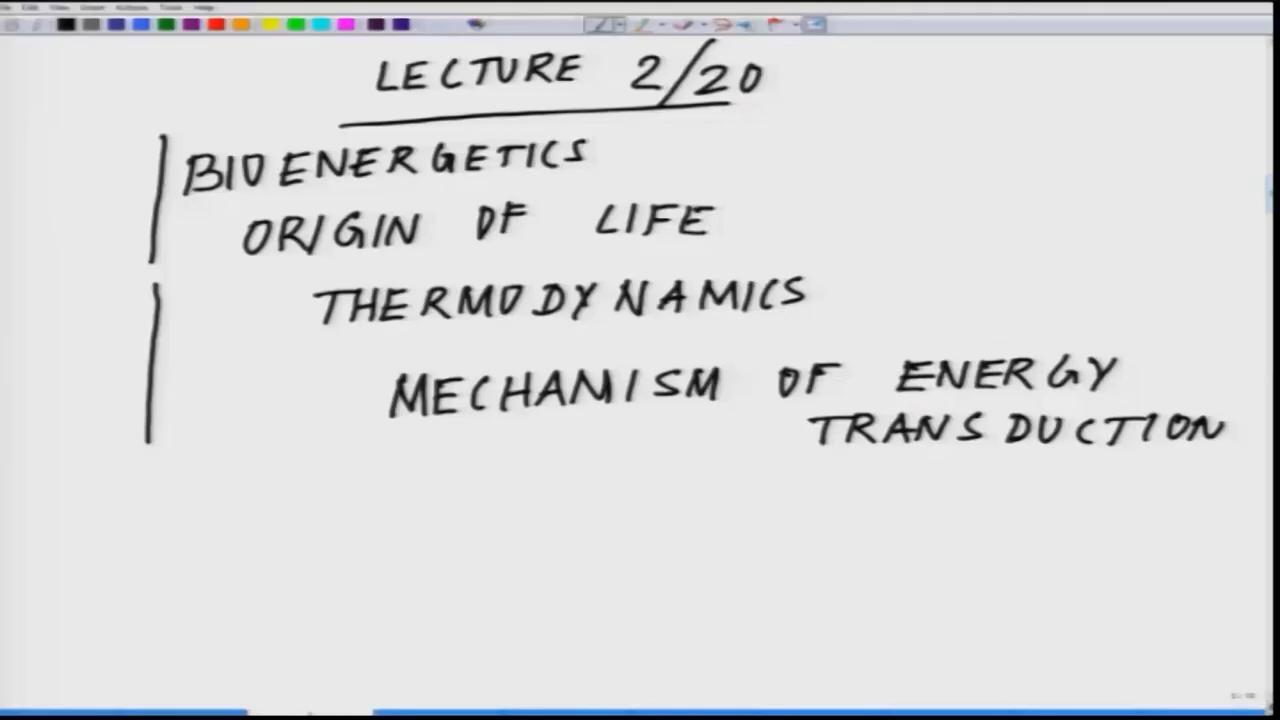 LECTURE 2/20
BIOENERGETICS
ORIGIN OF LIFE
THERMODYNAMICS
MECHANISM OF ENERGY
TRANSDUCTION